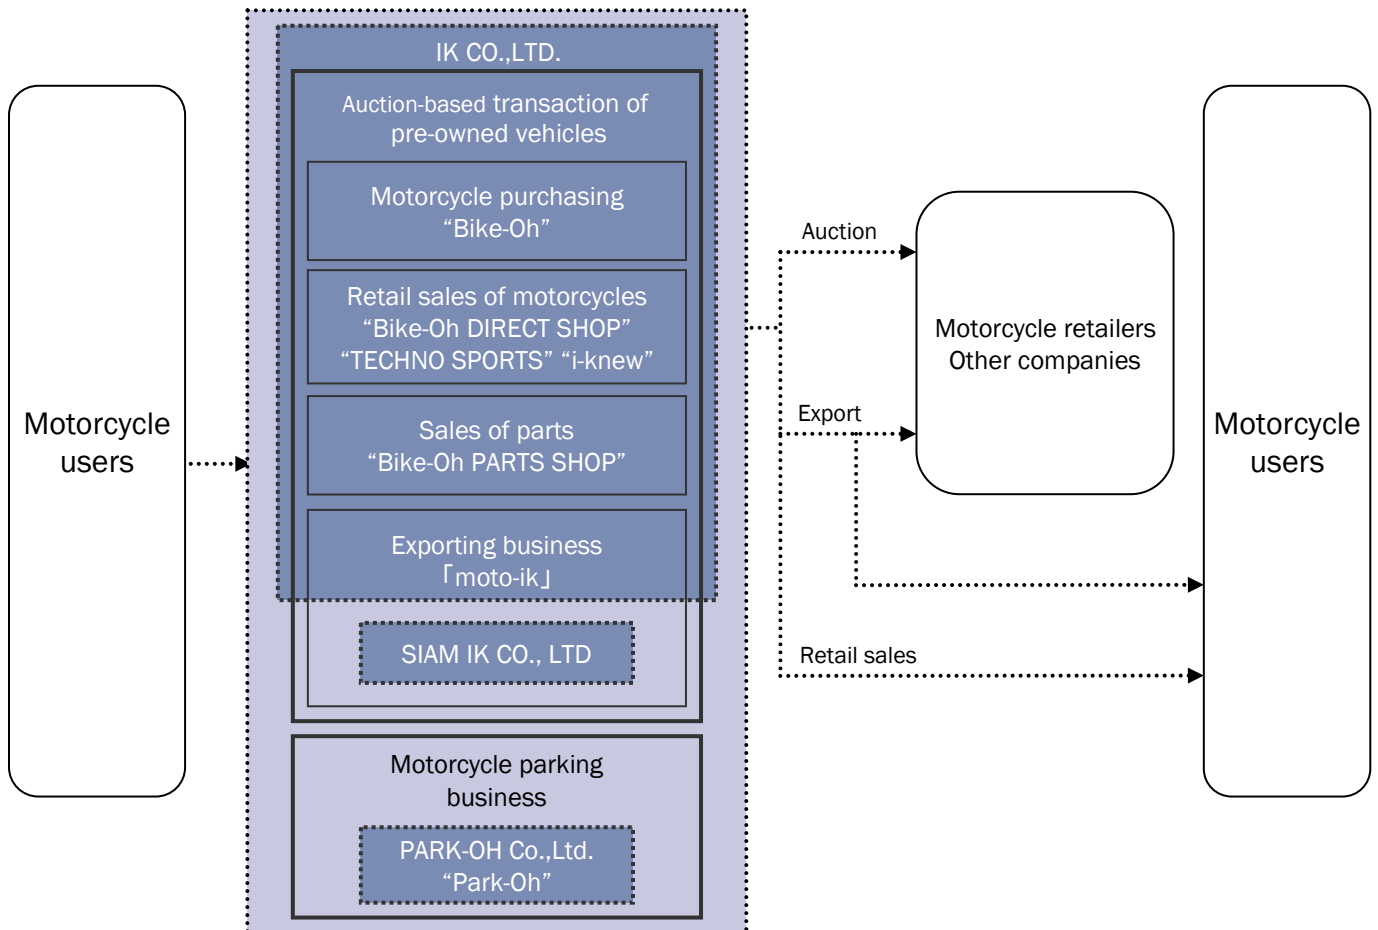 IK CO.,LTD.
Auction-based transaction of
pre-owned vehicles
Motorcycle purchasing
“Bike-Oh”
Retail sales of motorcycles
“Bike-Oh DIRECT SHOP”
“TECHNO SPORTS” “i-knew”
Sales of parts
“Bike-Oh PARTS SHOP”
Exporting business
「moto-ik」
SIAM IK CO., LTD
Motorcycle parking
business
PARK-OH Co.,Ltd.
“Park-Oh”
Motorcycle
users
Auction
Export
Retail sales
Motorcycle retailers
Other companies
Motorcycle
users